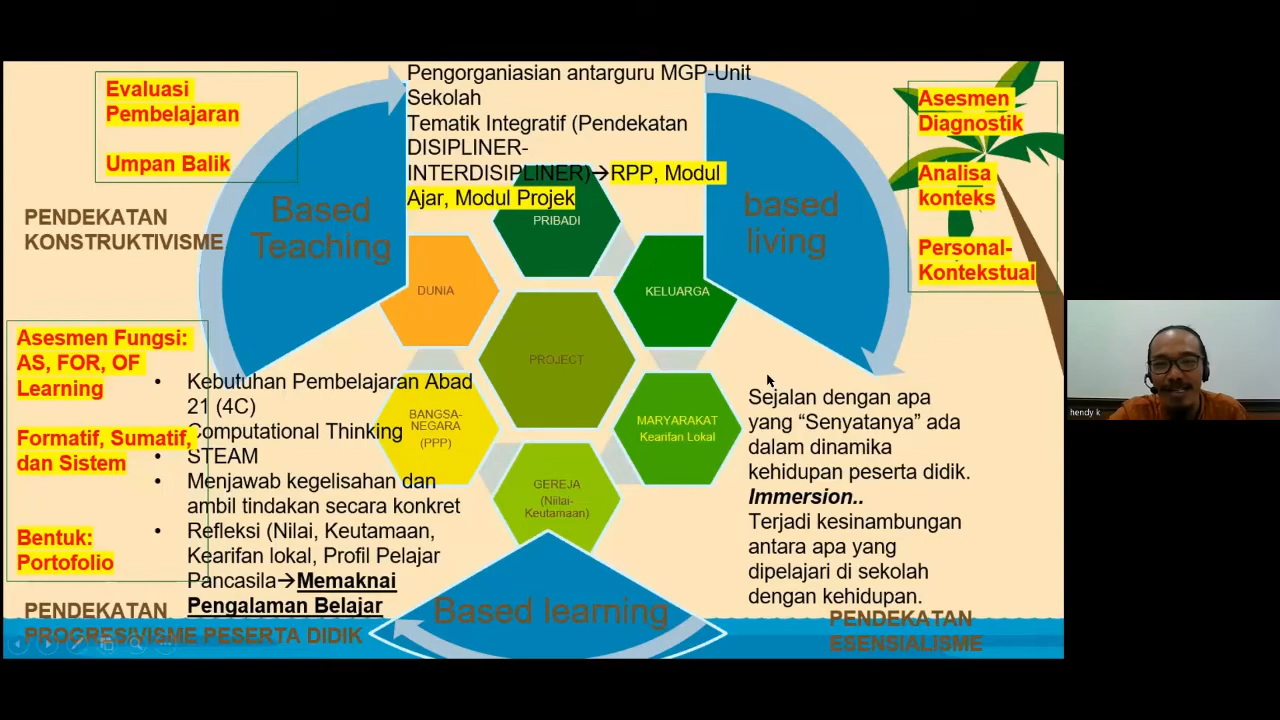 Evaluasi
Pembelajaran
Umpan Balik
Pengorganiasian antarguru MGP-Unit
Sekolah
Tematik Integratif (Pendekatan
DISIPLINER-
INTERDISIPLINER)→RPP, Modul
Ajar, Modul Projek
Asesmen
Diagnostik
Analisa
konteks
Personal-
Kontekstual
PENDEKATAN
KONSTRUKTIVISME
Based
Teaching
based
living
PRIBADI
DUNIA
KELUARGA
PROJECT
BANGSA-
NEGARA
(PPP)
MARYARAKAT
Kearifan Lokal
GEREJA
(Niilai-
Keutamaan)
Asesmen Fungsi:
AS, FOR, OF
Learning
Formatif, Sumatif,
dan Sistem
Bentuk:
Portofolio
• Kebutuhan Pembelajaran Abad
21 (4C)
Computational Thinking
• STEAM
• Menjawab kegelisahan dan
ambil tindakan secara konkret
• Refleksi (Nilai, Keutamaan,
Kearifan lokal, Profil Pelajar
Pancasila→Memaknai
Pengalaman Belajar
Sejalan dengan apa
yang “Senyatanya” ada
dalam dinamika
kehidupan peserta didik.
Immersion..
Terjadi kesinambungan
antara apa yang
dipelajari di sekolah
dengan kehidupan.
Based learning
PENDEKATAN
PROGRESIVISME PESERTA DIDIK
PENDEKATAN
ESENSIALISME
hendy k